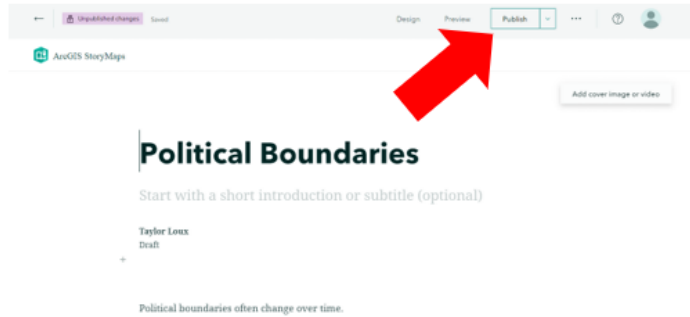 Unpublished changes Saved Design Preview Publish
ArcGIS StoryMaps
Add cover image or video
Political Boundaries
Start with a short introduction or subtitle (optional)
Taylor Loux
Draft
Political boundaries often change over time.